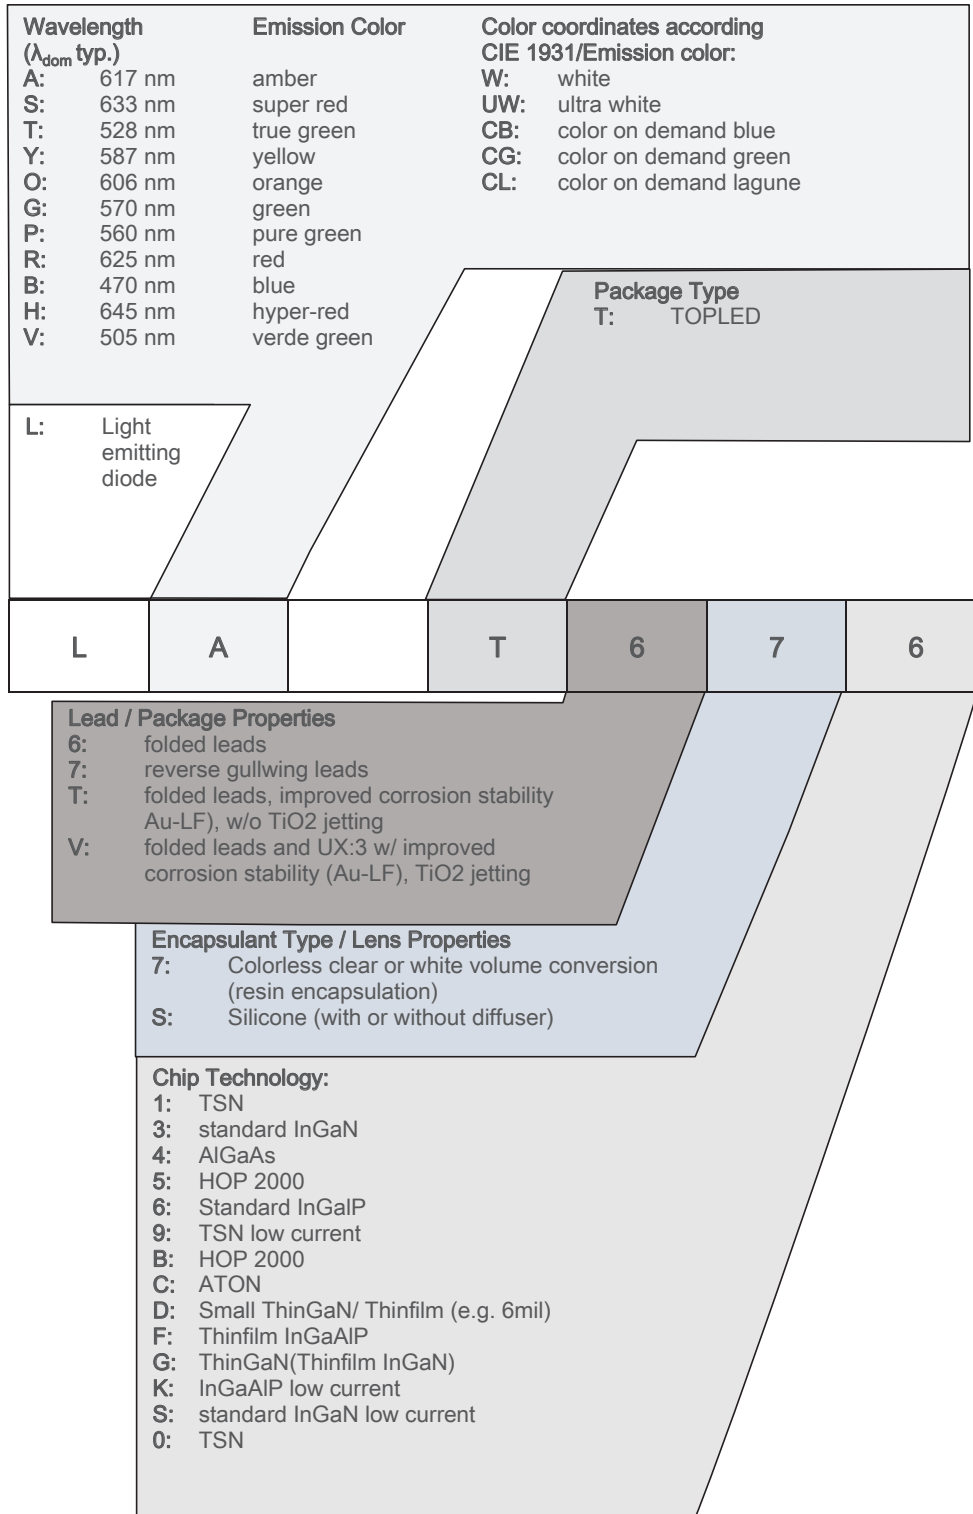 Wavelength Emission Color
(λdom typ.)
A: 617 nm amber
S: 633 nm super red
T: 528 nm true green
Y: 587 nm yellow
O: 606 nm orange
G: 570 nm green
P: 560 nm pure green
R: 625 nm red
B: 470 nm blue
H: 645 nm hyper-red
V: 505 nm verde green
Color coordinates according
CIE 1931/Emission color:
W: white
UW: ultra white
CB: color on demand blue
CG: color on demand green
CL: color on demand lagune
Package Type
T: TOPLED
L: Light
emitting
diode
L A T 6 7 6
Lead / Package Properties
6: folded leads
7: reverse gullwing leads
T: folded leads, improved corrosion stability
Au-LF), w/o TiO2 jetting
V: folded leads and UX:3 w/ improved
corrosion stability (Au-LF), TiO2 jetting
Encapsulant Type / Lens Properties
7: Colorless clear or white volume conversion
(resin encapsulation)
S: Silicone (with or without diffuser)
Chip Technology:
1: TSN
3: standard InGaN
4: AlGaAs
5: HOP 2000
6: Standard InGalP
9: TSN low current
B: HOP 2000
C: ATON
D: Small ThinGaN/ Thinfilm (e.g. 6mil)
F: Thinfilm InGaAlP
G: ThinGaN(Thinfilm InGaN)
K: InGaAlP low current
S: standard InGaN low current
0: TSN